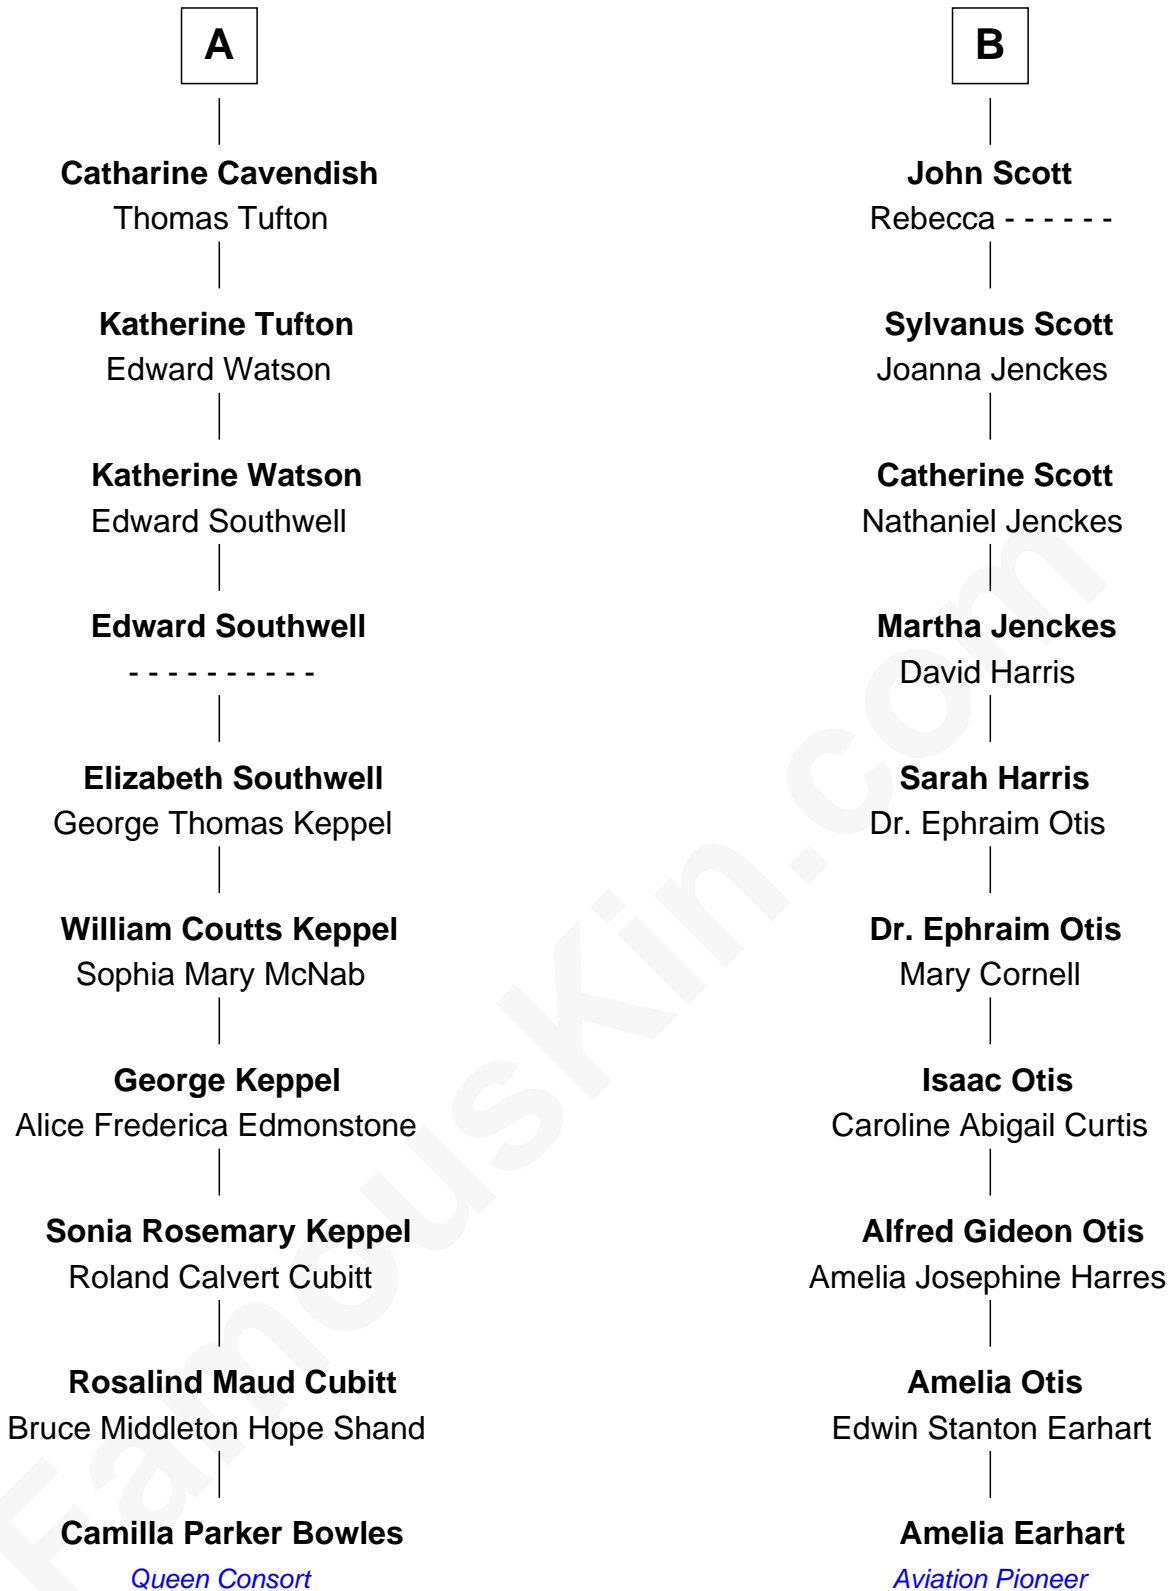 A
Catharine Cavendish
Thomas Tufton
Katherine Tufton
Edward Watson
Katherine Watson
Edward Southwell
Edward Southwell
- - - - - - - - - -
Elizabeth Southwell
George Thomas Keppel
William Coutts Keppel
Sophia Mary McNab
George Keppel
Alice Frederica Edmonstone
Sonia Rosemary Keppel
Roland Calvert Cubitt
Rosalind Maud Cubitt
Bruce Middleton Hope Shand
Camilla Parker Bowles
Queen Consort
B
John Scott
Rebecca - - - - - -
Sylvanus Scott
Joanna Jenckes
Catherine Scott
Nathaniel Jenckes
Martha Jenckes
David Harris
Sarah Harris
Dr. Ephraim Otis
Dr. Ephraim Otis
Mary Cornell
Isaac Otis
Caroline Abigail Curtis
Alfred Gideon Otis
Amelia Josephine Harres
Amelia Otis
Edwin Stanton Earhart
Amelia Earhart
Aviation Pioneer
FamousKin.com